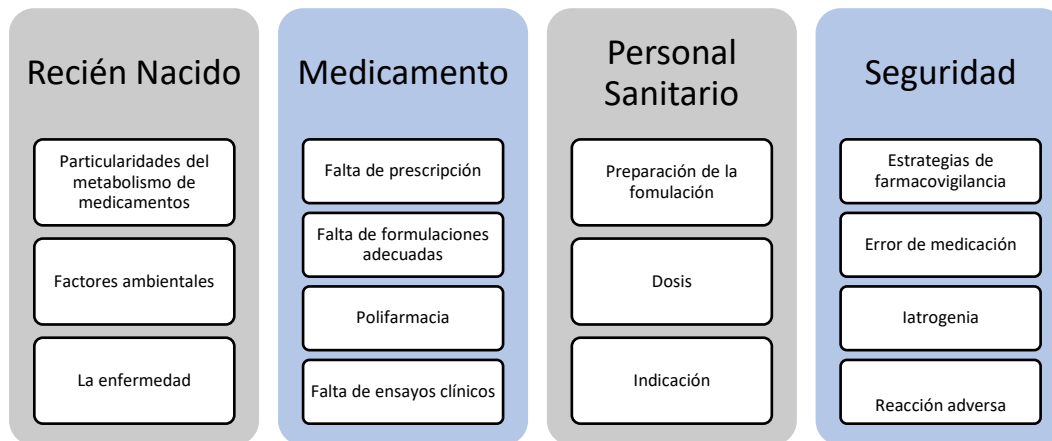 Recién Nacido
Particularidades del
metabolismo de
medicamentos
Factores ambientales
La enfermedad
Medicamento
Falta de prescripción
Falta de formulaciones
adecuadas
Polifarmacia
Falta de ensayos clínicos
Personal
Sanitario
Preparación de la
fomulación
Dosis
Indicación
Seguridad
Estrategias de
farmacovigilancia
Error de medicación
Iatrogenia
Reacción adversa